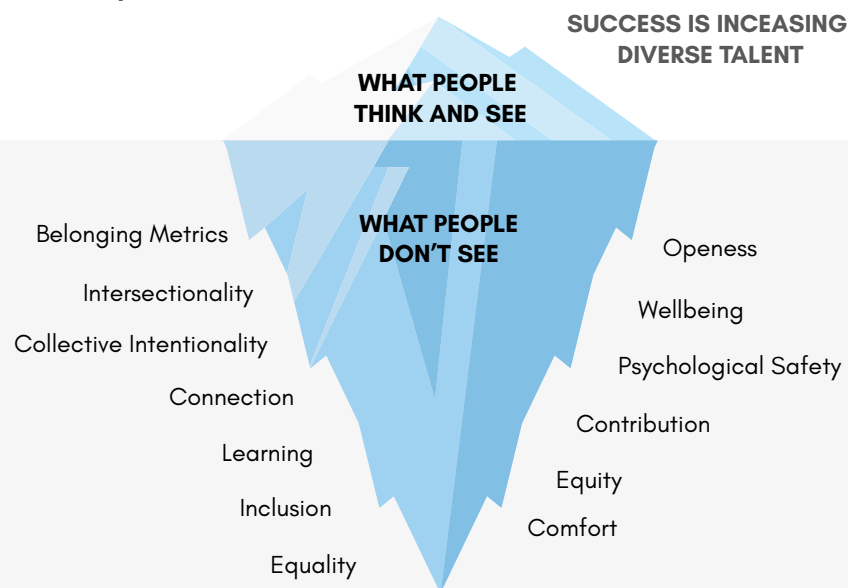 SUCCESS IS INCEASING
DIVERSE TALENT
WHAT PEOPLE
THINK AND SEE
WHAT PEOPLE
DON'T SEE
Belonging Metrics
Intersectionality
Collective Intentionality
Connection
Learning
Inclusion
Equality
Openess
Wellbeing
Psychological Safety
Contribution
Equity
Comfort